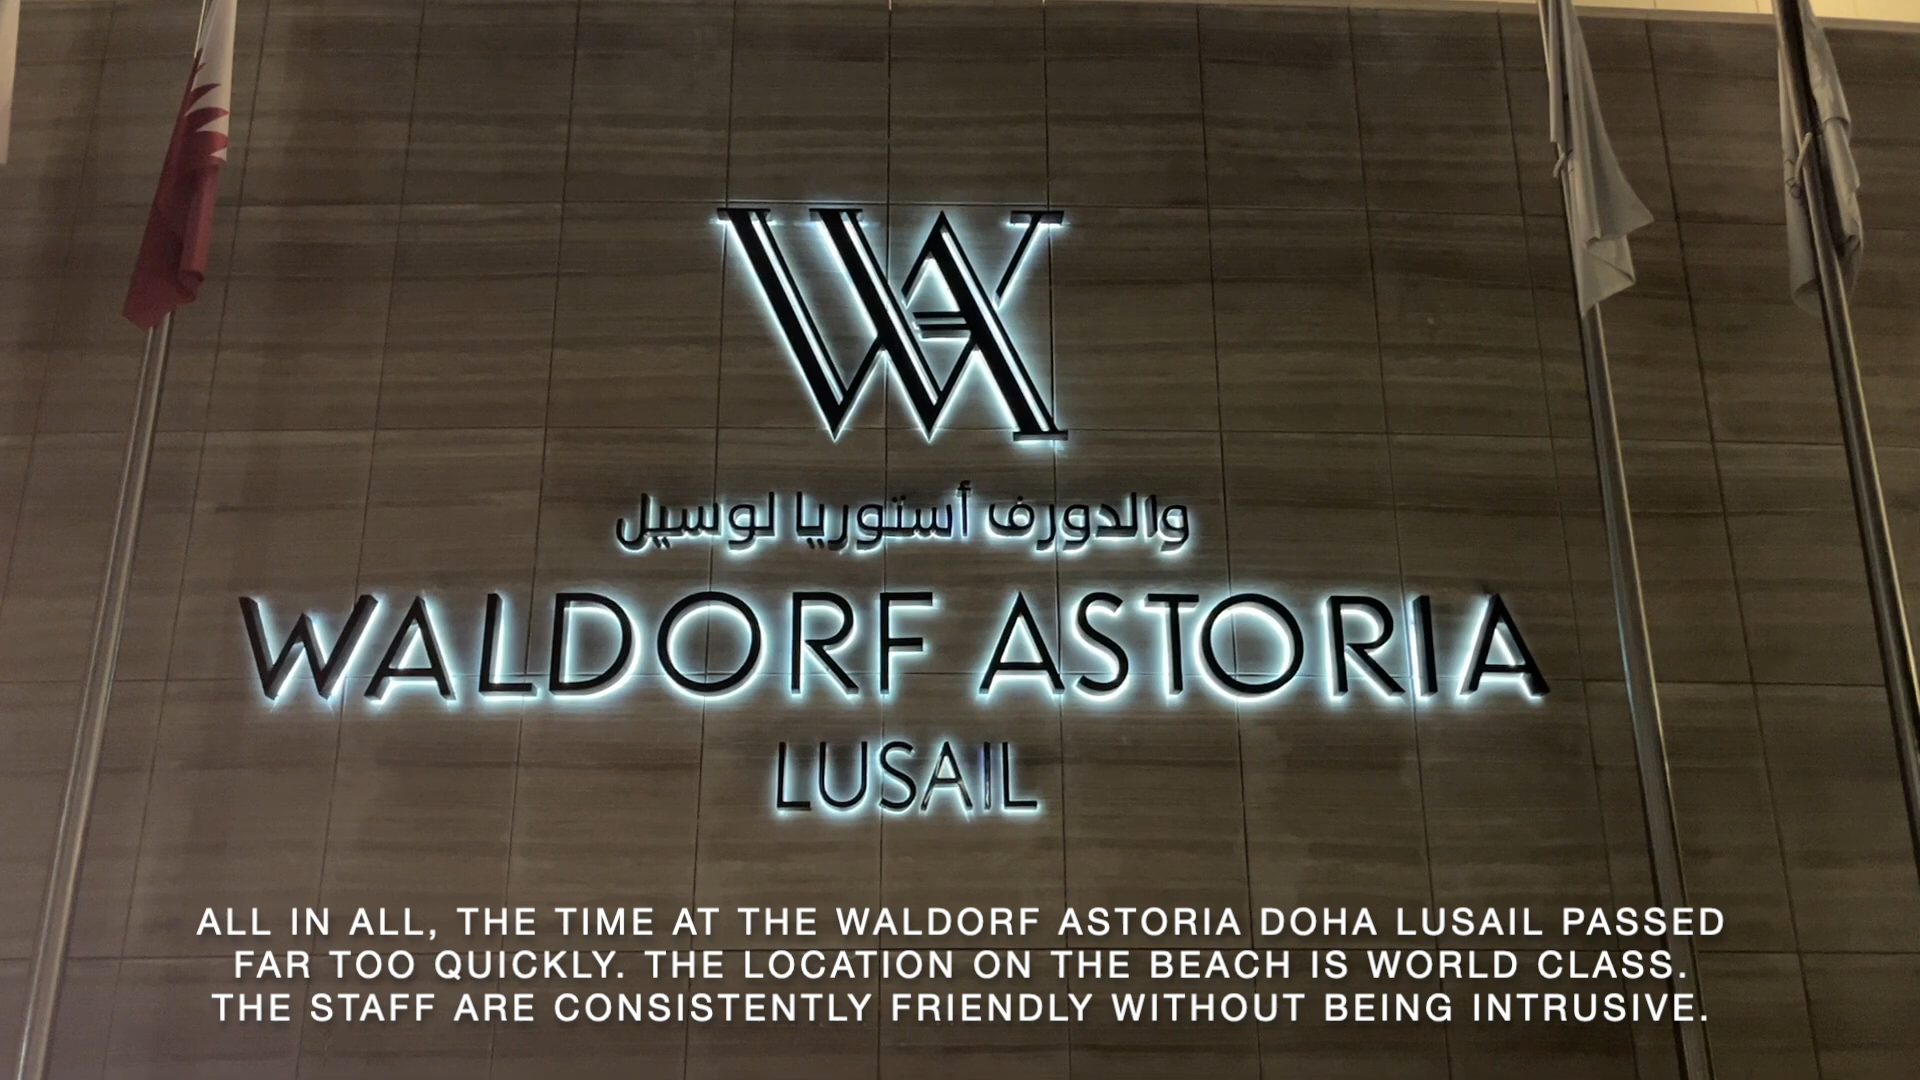 WA
والدورف أستوريا لوسيل
WALDORF ASTORIA
LUSAIL
ALL IN ALL, THE TIME AT THE WALDORF ASTORIA DOHA LUSAIL PASSED
FAR TOO QUICKLY. THE LOCATION ON THE BEACH IS WORLD CLASS.
THE STAFF ARE CONSISTENTLY FRIENDLY WITHOUT BEING INTRUSIVE.